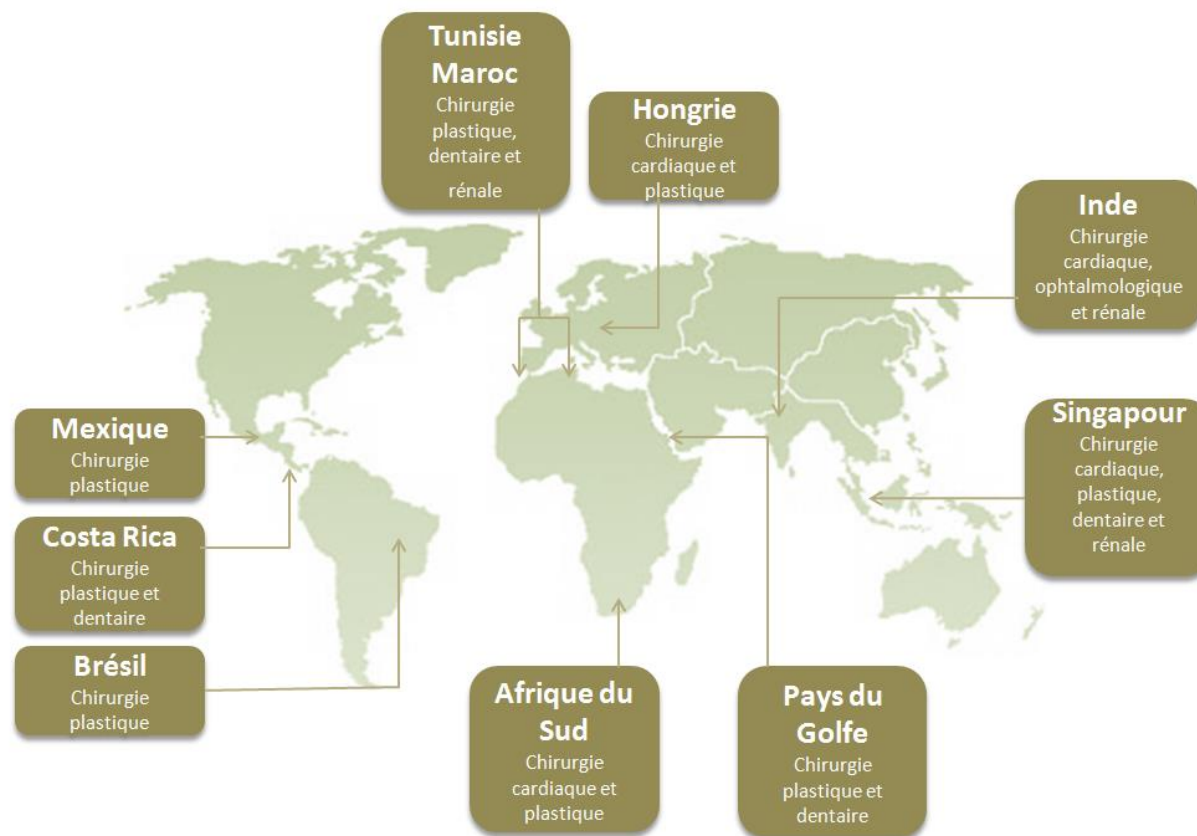 Tunisie
Maroc
Chirurgie
plastique,
dentaire et
rénale
Hongrie
Chirurgie
cardiaque et
plastique
Inde
Chirurgie
cardiaque,
ophtalmologique
et rénale
Mexique
Chirurgie
plastique
Singapour
Chirurgie
cardiaque,
plastique,
dentaire et
rénale
Costa Rica
Chirurgie
plastique et
dentaire
Brésil
Chirurgie
plastique
Afrique du
Sud
Chirurgie
cardiaque et
plastique
Pays du
Golfe
Chirurgie
plastique et
dentaire